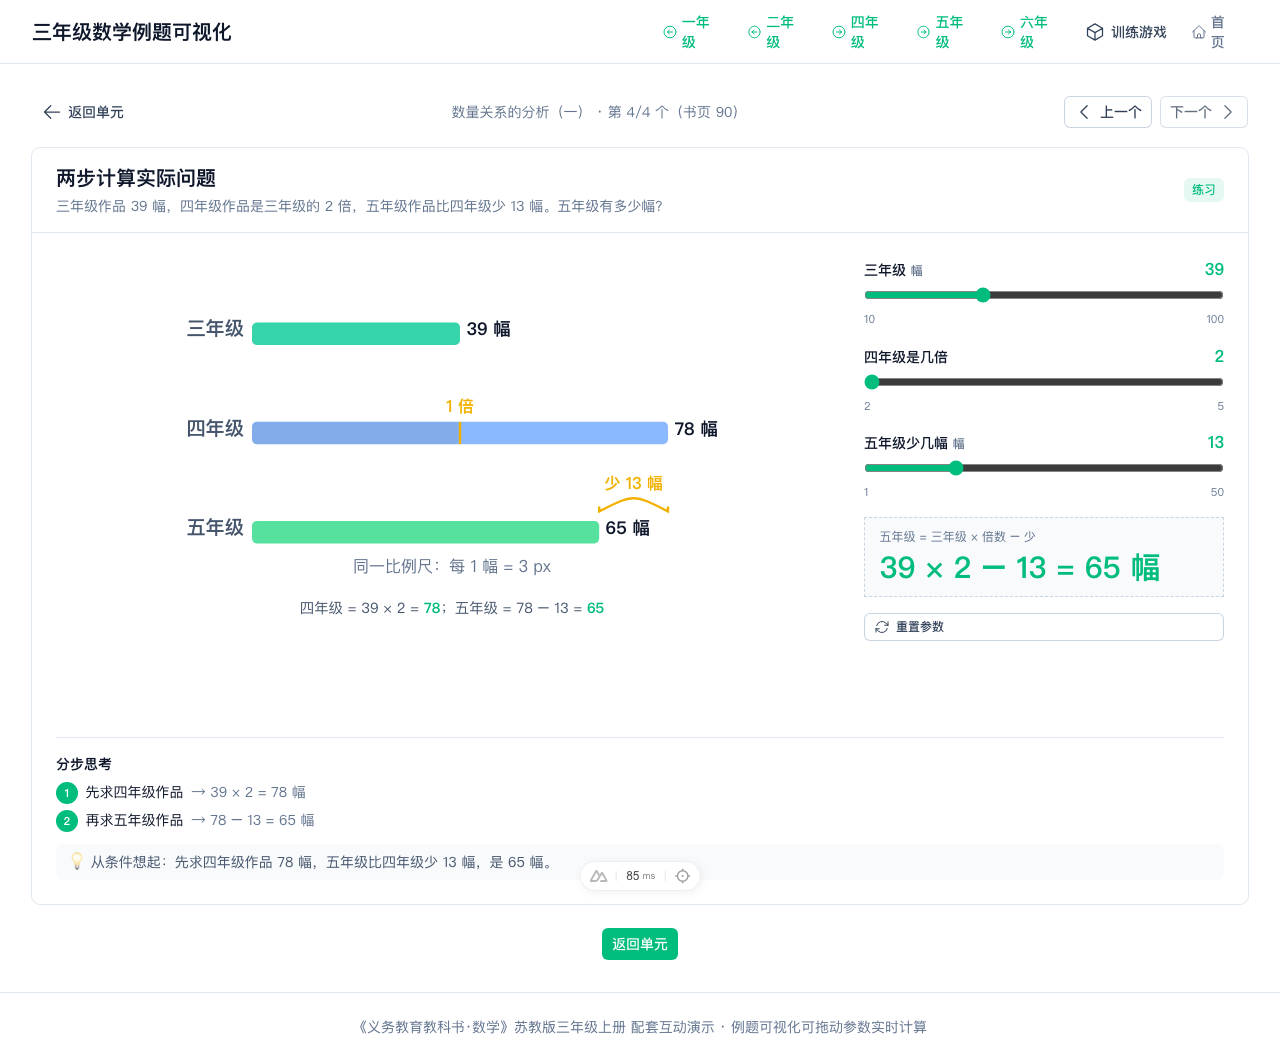 三年级数学例题可视化
一年级
二年级
四年级
五年级
六年级
训练游戏
首页
返回单元
数量关系的分析（一） · 第 4/4 个（书页 90）
上一个
下一个
两步计算实际问题
三年级作品 39 幅，四年级作品是三年级的 2 倍，五年级作品比四年级少 13 幅。五年级有多少幅？
练习
三年级
39 幅
1 倍
四年级
78 幅
少 13 幅
五年级
65 幅
同一比例尺：每 1 幅 = 3 px
四年级 = 39 × 2 = 78；五年级 = 78 − 13 = 65
三年级 幅 39
10 100
四年级是几倍 2
2 5
五年级少几幅 幅 13
1 50
五年级 = 三年级 × 倍数 − 少
39 × 2 − 13 = 65 幅
重置参数
分步思考
1 先求四年级作品 → 39 × 2 = 78 幅
2 再求五年级作品 → 78 − 13 = 65 幅
💡 从条件想起：先求四年级作品 78 幅，五年级比四年级少 13 幅，是 65 幅。
85 ms
返回单元
《义务教育教科书·数学》苏教版三年级上册 配套互动演示 · 例题可视化可拖动参数实时计算